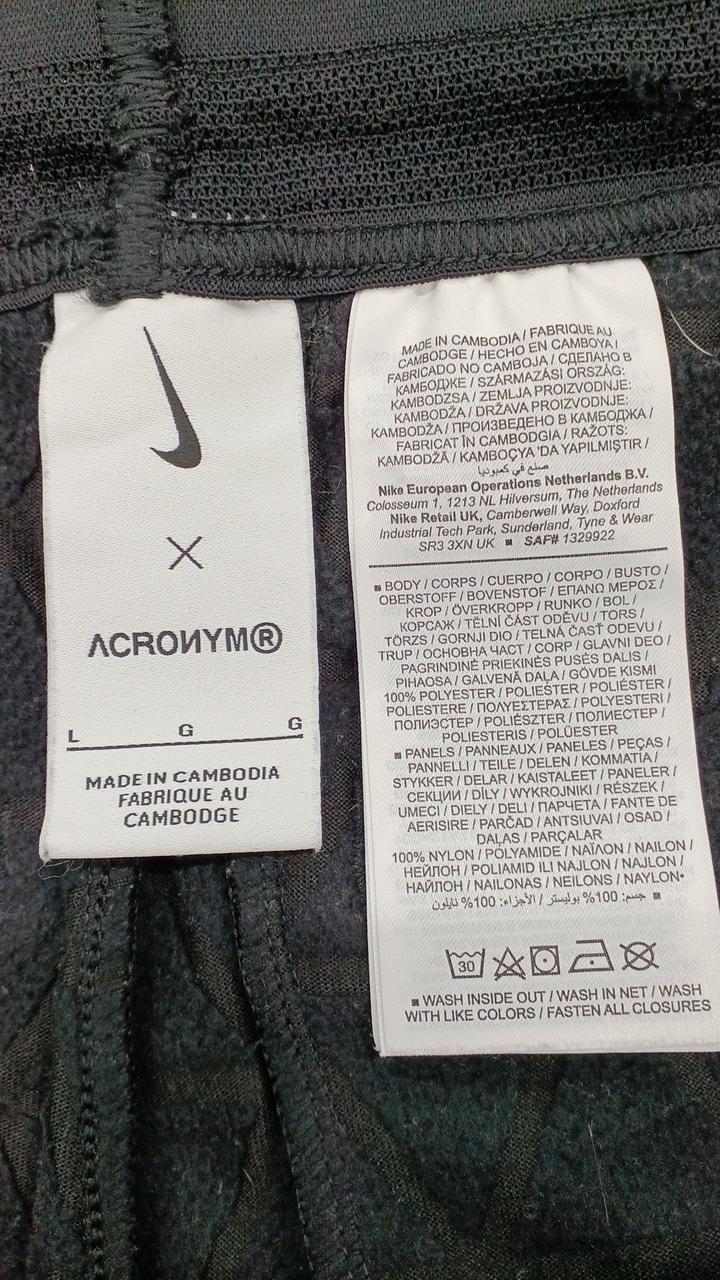 ×
ACROИYM®
L G G
MADE IN CAMBODIA
FABRIQUE AU
CAMBODGE
MADE IN CAMBODIA / FABRIQUE AU
CAMBODGE / HECHO EN CAMBOYA /
FABRICADO NO CAMBOJA / СДЕЛАНО В
КАМБОДЖЕ / SZÁRMAZÁSI ORSZÁG:
KAMBODZSA / ZEMLJA PROIZVODNJE:
KAMBODŽA / DRŽAVA PROIZVODNJE:
KAMBODŽA / ПРОИЗВЕДЕНО В КАМБОДЖА /
FABRICAT ÎN CAMBODGIA / RAŽOTS:
KAMBODŽĀ / KAMBOÇYA 'DA YAPILMIŞTIR /
صنع في كمبوديا
Nike European Operations Netherlands B.V.
Colosseum 1, 1213 NL Hilversum, The Netherlands
Nike Retail UK, Camberwell Way, Doxford
Industrial Tech Park, Sunderland, Tyne & Wear
SR3 3XN UK ▪ SAF# 1329922
▪ BODY / CORPS / CUERPO / CORPO / BUSTO /
OBERSTOFF / BOVENSTOF / ΕΠΑΝΩ ΜΕΡΟΣ /
KROP / ÖVERKROPP / RUNKO / BOL /
КОРСАЖ / TĚLNÍ ČÁST ODĚVU / TORS /
TÖRZS / GORNJI DIO / TELNÁ ČASŤ ODEVU /
TRUP / ОСНОВНА ЧАСТ / CORP / GLAVNI DEO /
PAGRINDINĖ PRIEKINĖS PUSĖS DALIS /
PIHAOSA / GALVENĀ DAĻA / GÖVDE KISMI
100% POLYESTER / POLIESTER / POLIÉSTER /
POLIESTERE / ΠΟΛΥΕΣΤΕΡΑΣ / POLYESTERI /
ПОЛИЭСТЕР / POLIÉSZTER / ПОЛИЕСТЕР /
POLIESTERIS / POLÜESTER
▪ PANELS / PANNEAUX / PANELES / PEÇAS /
PANNELLI / TEILE / DELEN / KOMMATIA /
STYKKER / DELAR / KAISTALEET / PANELER /
СЕКЦИИ / DÍLY / WYKROJNIKI / RÉSZEK /
UMECI / DIELY / DELI / ПАРЧЕТА / FANTE DE
AERISIRE / PARČAD / ANTSIUVAI / OSAD /
DAĻAS / PARÇALAR
100% NYLON / POLYAMIDE / ΝΑΪΛΟΝ / NAILON /
НЕЙЛОН / POLIAMID ILI NAJLON / NAJLON /
НАЙЛОН / NAILONAS / NEILONS / NAYLON▪
▪ جسم: 100% بوليستر / الأجزاء: 100% نايلون
30
▪ WASH INSIDE OUT / WASH IN NET / WASH
WITH LIKE COLORS / FASTEN ALL CLOSURES